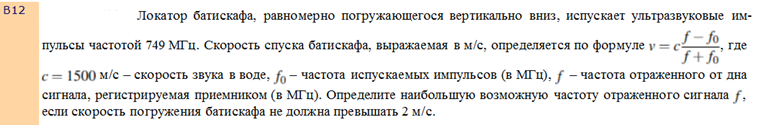 B12
Локатор батискафа, равномерно погружающегося вертикально вниз, испускает ультразвуковые им-
пульсы частотой 749 МГц. Скорость спуска батискафа, выражаемая в м/с, определяется по формуле v = c (f − f₀)/(f + f₀), где
c = 1500 м/с – скорость звука в воде, f₀ – частота испускаемых импульсов (в МГц), f – частота отраженного от дна
сигнала, регистрируемая приемником (в МГц). Определите наибольшую возможную частоту отраженного сигнала f,
если скорость погружения батискафа не должна превышать 2 м/с.